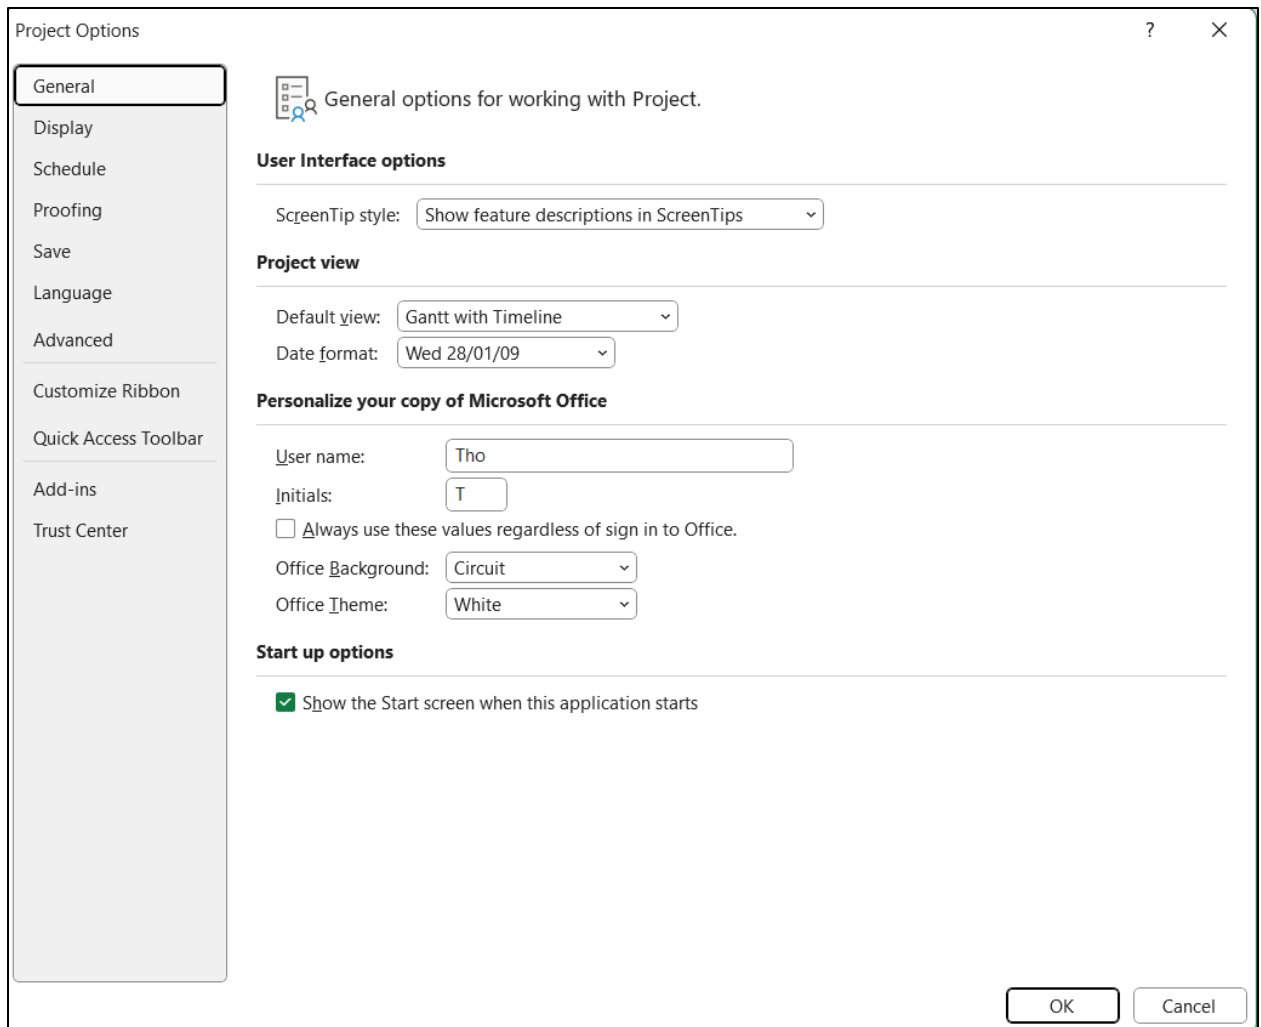 Project Options
?
General
Display
Schedule
Proofing
Save
Language
Advanced
Customize Ribbon
Quick Access Toolbar
Add-ins
Trust Center
General options for working with Project.
User Interface options
ScreenTip style: Show feature descriptions in ScreenTips
Project view
Default view: Gantt with Timeline
Date format: Wed 28/01/09
Personalize your copy of Microsoft Office
User name: Tho
Initials: T
Always use these values regardless of sign in to Office.
Office Background: Circuit
Office Theme: White
Start up options
Show the Start screen when this application starts
OK Cancel